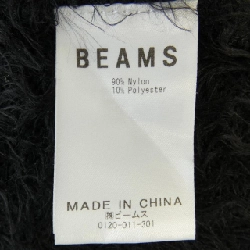 BEAMS
90% Nylon
10% Polyester
MADE IN CHINA
㈱ビームス
0120-011-301